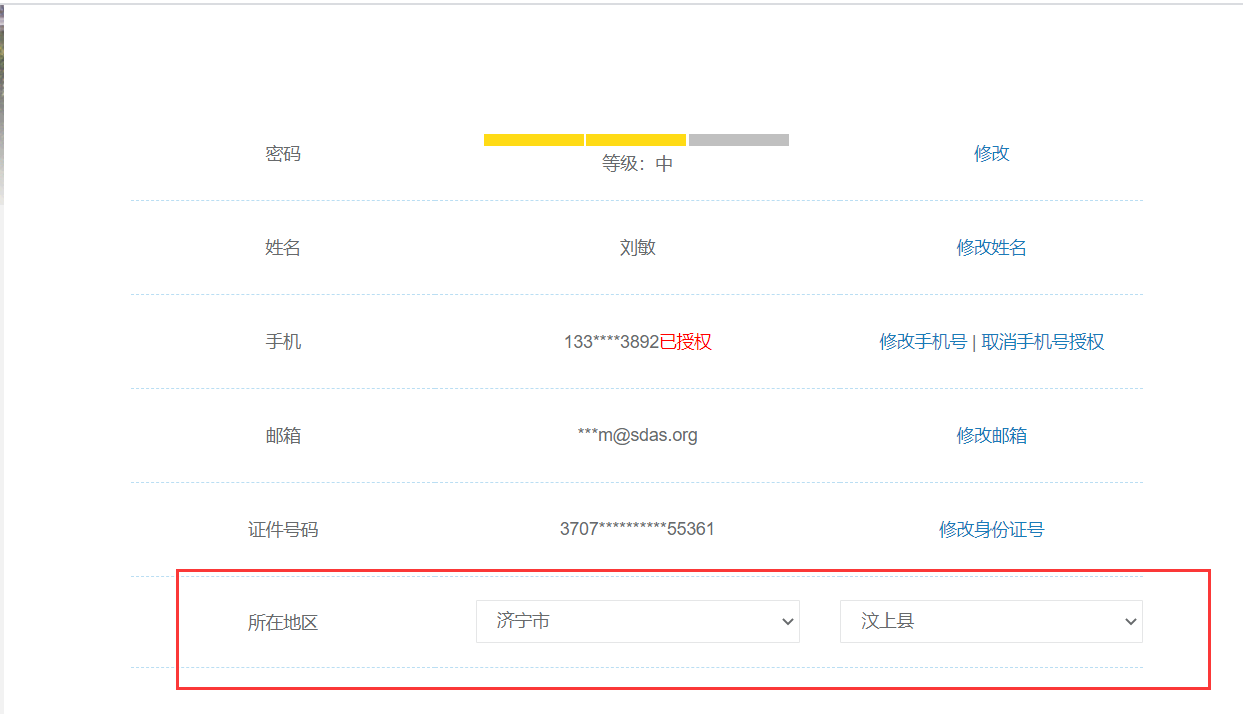 密码
等级：中
修改
姓名
刘敏
修改姓名
手机
133****3892已授权
修改手机号 | 取消手机号授权
邮箱
***m@sdas.org
修改邮箱
证件号码
3707**********55361
修改身份证号
所在地区
济宁市
汶上县